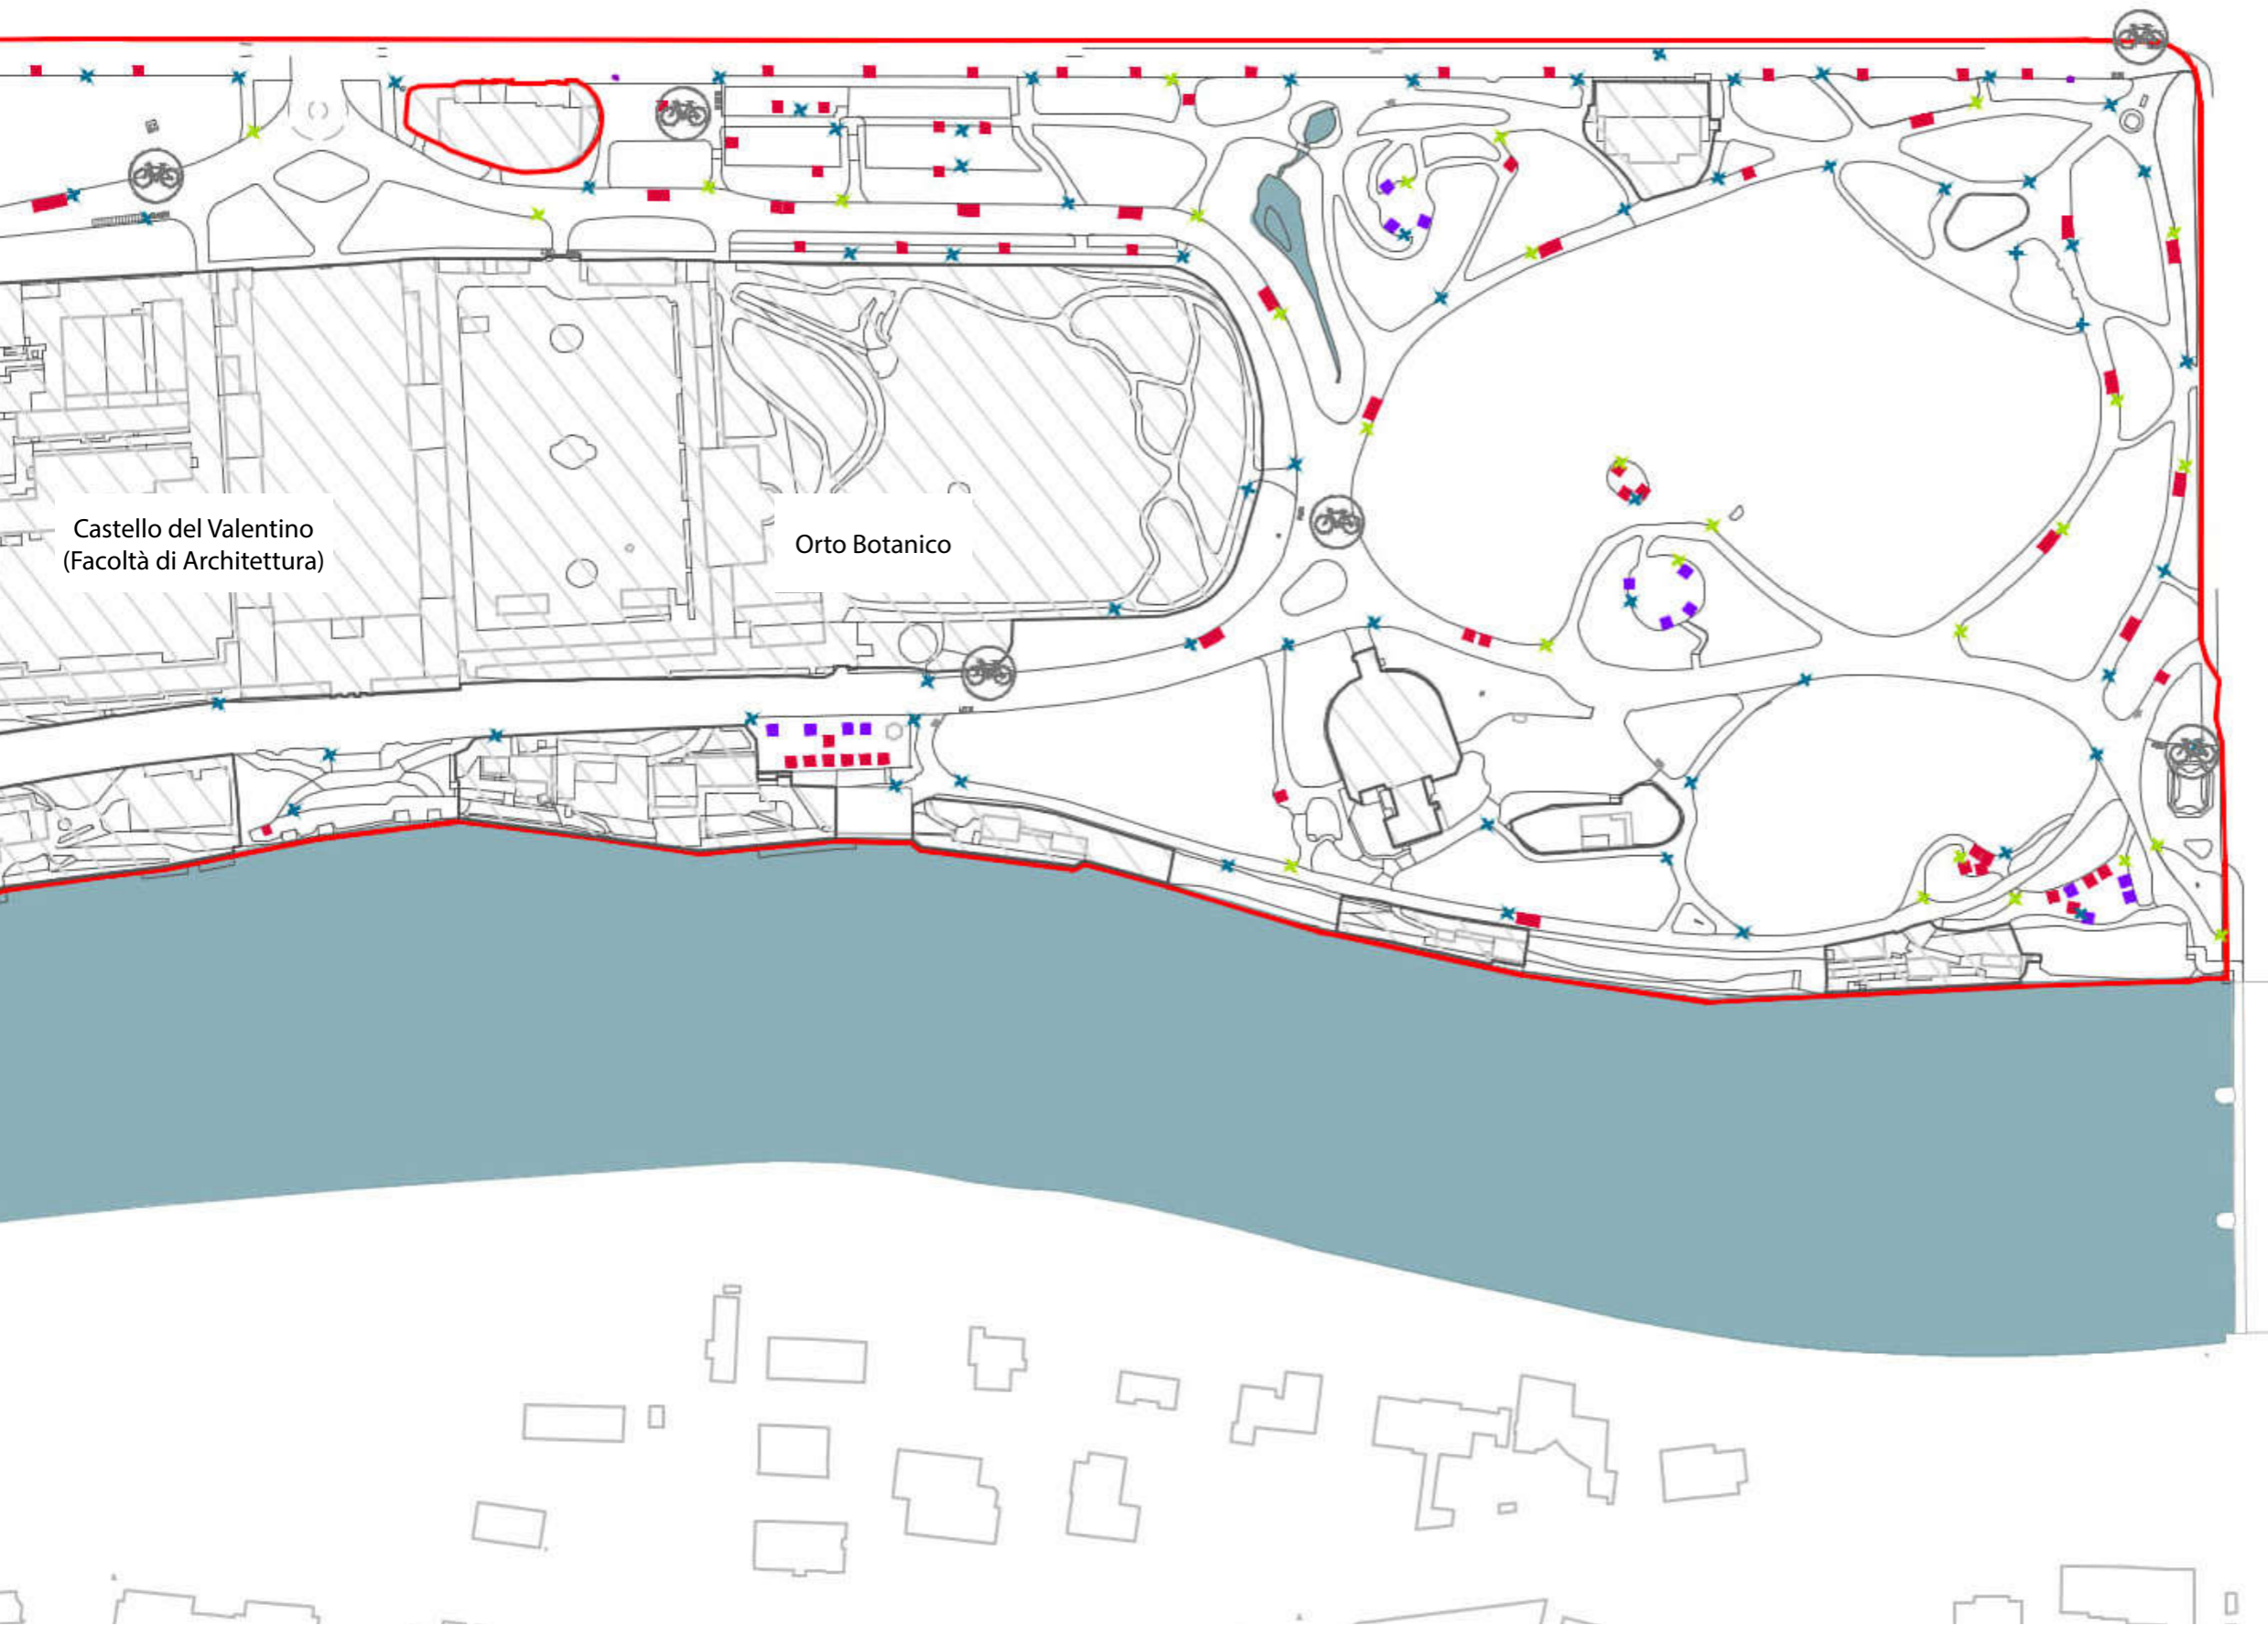 Castello del Valentino
(Facoltà di Architettura)
Orto Botanico